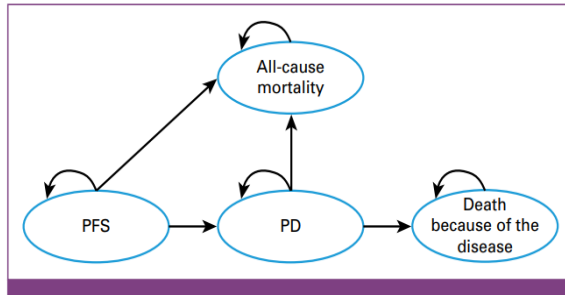 All-cause
mortality
PFS
PD
Death
because of the
disease